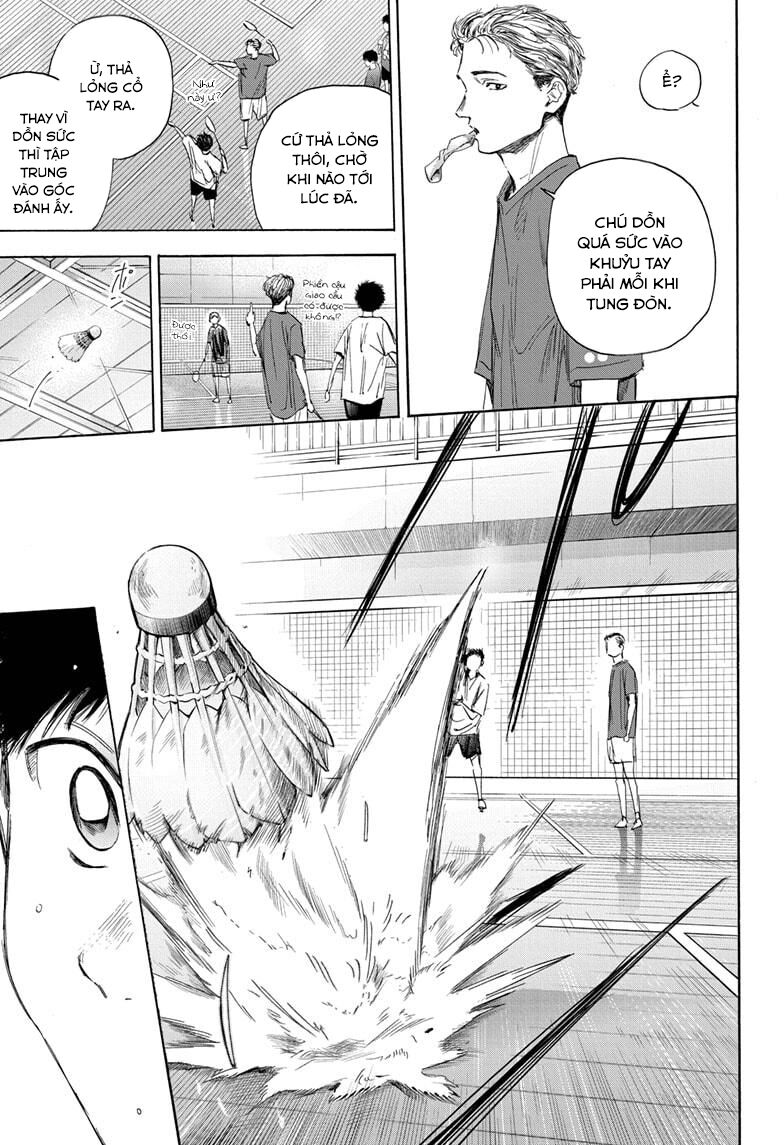 Ể?
CHÚ DỒN
QUÁ SỨC VÀO
KHUỶU TAY
PHẢI MỖI KHI
TUNG ĐÒN.
CỨ THẢ LỎNG
THÔI, CHỜ
KHI NÀO TỚI
LÚC ĐÃ.
Như
này ư?
Ừ, THẢ
LỎNG CỔ
TAY RA.
THAY VÌ
DỒN SỨC
THÌ TẬP
TRUNG
VÀO GÓC
ĐÁNH ẤY.
Phiền cậu
giao cầu
có được
không?
Được
thôi.